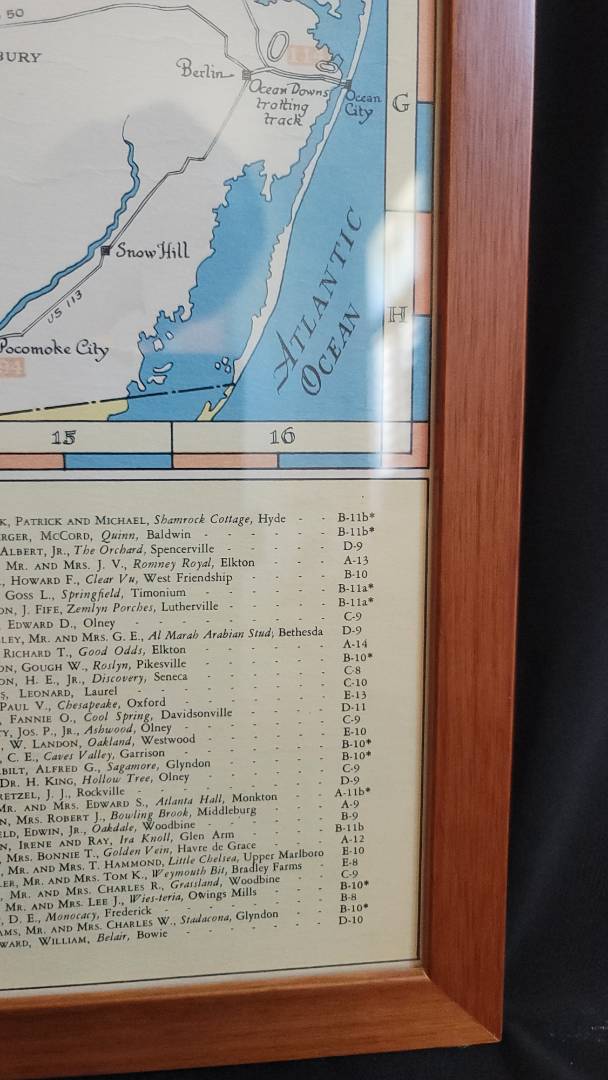 50
BURY
Berlin
Ocean Downs
trotting
track
Ocean
City
G
Snow Hill
US 113
Pocomoke City
94
ATLANTIC
OCEAN
H
15
16
K, PATRICK AND MICHAEL, Shamrock Cottage, Hyde - - B-11b*
RGER, MCCORD, Quinn, Baldwin - - - - - B-11b*
ALBERT, JR., The Orchard, Spencerville - - - - D-9
MR. AND MRS. J. V., Romney Royal, Elkton - - - A-13
., HOWARD F., Clear Vu, West Friendship - - - - B-10
GOSS L., Springfield, Timonium - - - - - B-11a*
ON, J. FIFE, Zemlyn Porches, Lutherville - - - - B-11a*
, EDWARD D., Olney - - - - - - - C-9
LEY, MR. AND MRS. G. E., Al Marah Arabian Stud, Bethesda D-9
RICHARD T., Good Odds, Elkton - - - - - A-14
ON, GOUGH W., Roslyn, Pikesville - - - - - B-10*
ON, H. E., JR., Discovery, Seneca - - - - - C-8
S, LEONARD, Laurel - - - - - - - C-10
PAUL V., Chesapeake, Oxford - - - - - E-13
, FANNIE O., Cool Spring, Davidsonville - - - - D-11
TY, JOS. P., JR., Ashwood, Olney - - - - - C-9
, W. LANDON, Oakland, Westwood - - - - - E-10
, C. E., Caves Valley, Garrison - - - - - B-10*
BILT, ALFRED G., Sagamore, Glyndon - - - - B-10*
DR. H. KING, Hollow Tree, Olney - - - - - C-9
RETZEL, J. J., Rockville - - - - - - D-9
MR. AND MRS. EDWARD S., Atlanta Hall, Monkton - - A-11b*
N, MRS. ROBERT J., Bowling Brook, Middleburg - - - A-9
ELD, EDWIN, JR., Oakdale, Woodbine - - - - B-9
N, IRENE AND RAY, Ira Knoll, Glen Arm - - - - B-11b
, MRS. BONNIE T., Golden Vein, Havre de Grace - - - A-12
, MR. AND MRS. T. HAMMOND, Little Chelsea, Upper Marlboro E-10
LER, MR. AND MRS. TOM K., Weymouth Bit, Bradley Farms - E-8
, MR. AND MRS. CHARLES R., Grassland, Woodbine - - C-9
MR. AND MRS. LEE J., Wies-teria, Owings Mills - - - B-10*
, D. E., Monocacy, Frederick - - - - - B-8
AMS, MR. AND MRS. CHARLES W., Stadacona, Glyndon - - B-10*
WARD, WILLIAM, Belair, Bowie - - - - - D-10